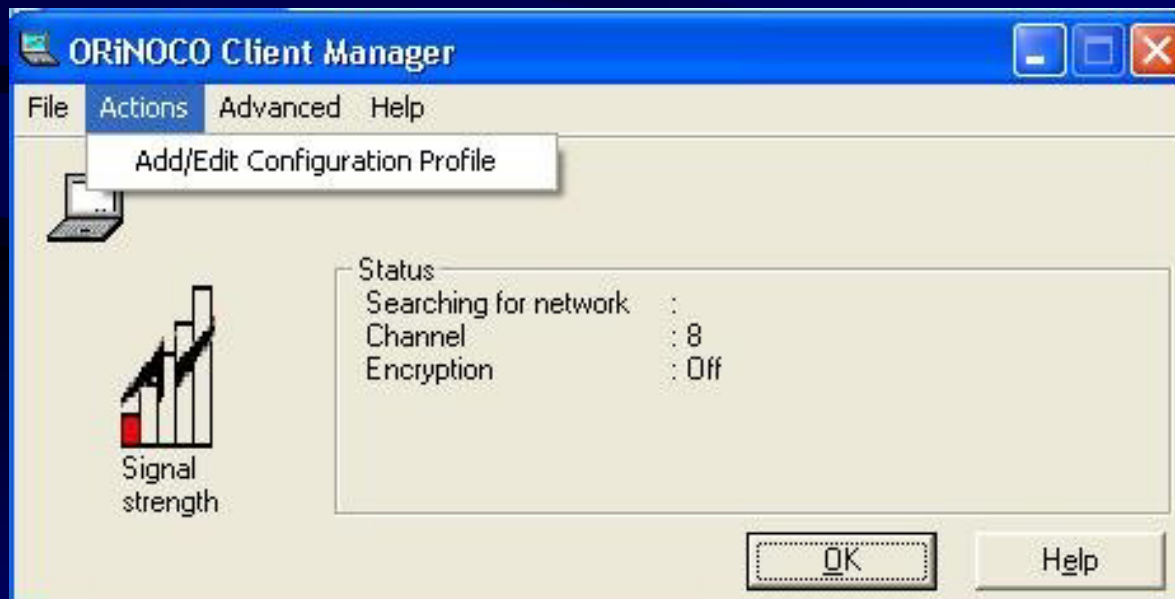 ORiNOCO Client Manager
File Actions Advanced Help
Add/Edit Configuration Profile
Status
Searching for network :
Channel : 8
Encryption : Off
Signal
strength
OK Help